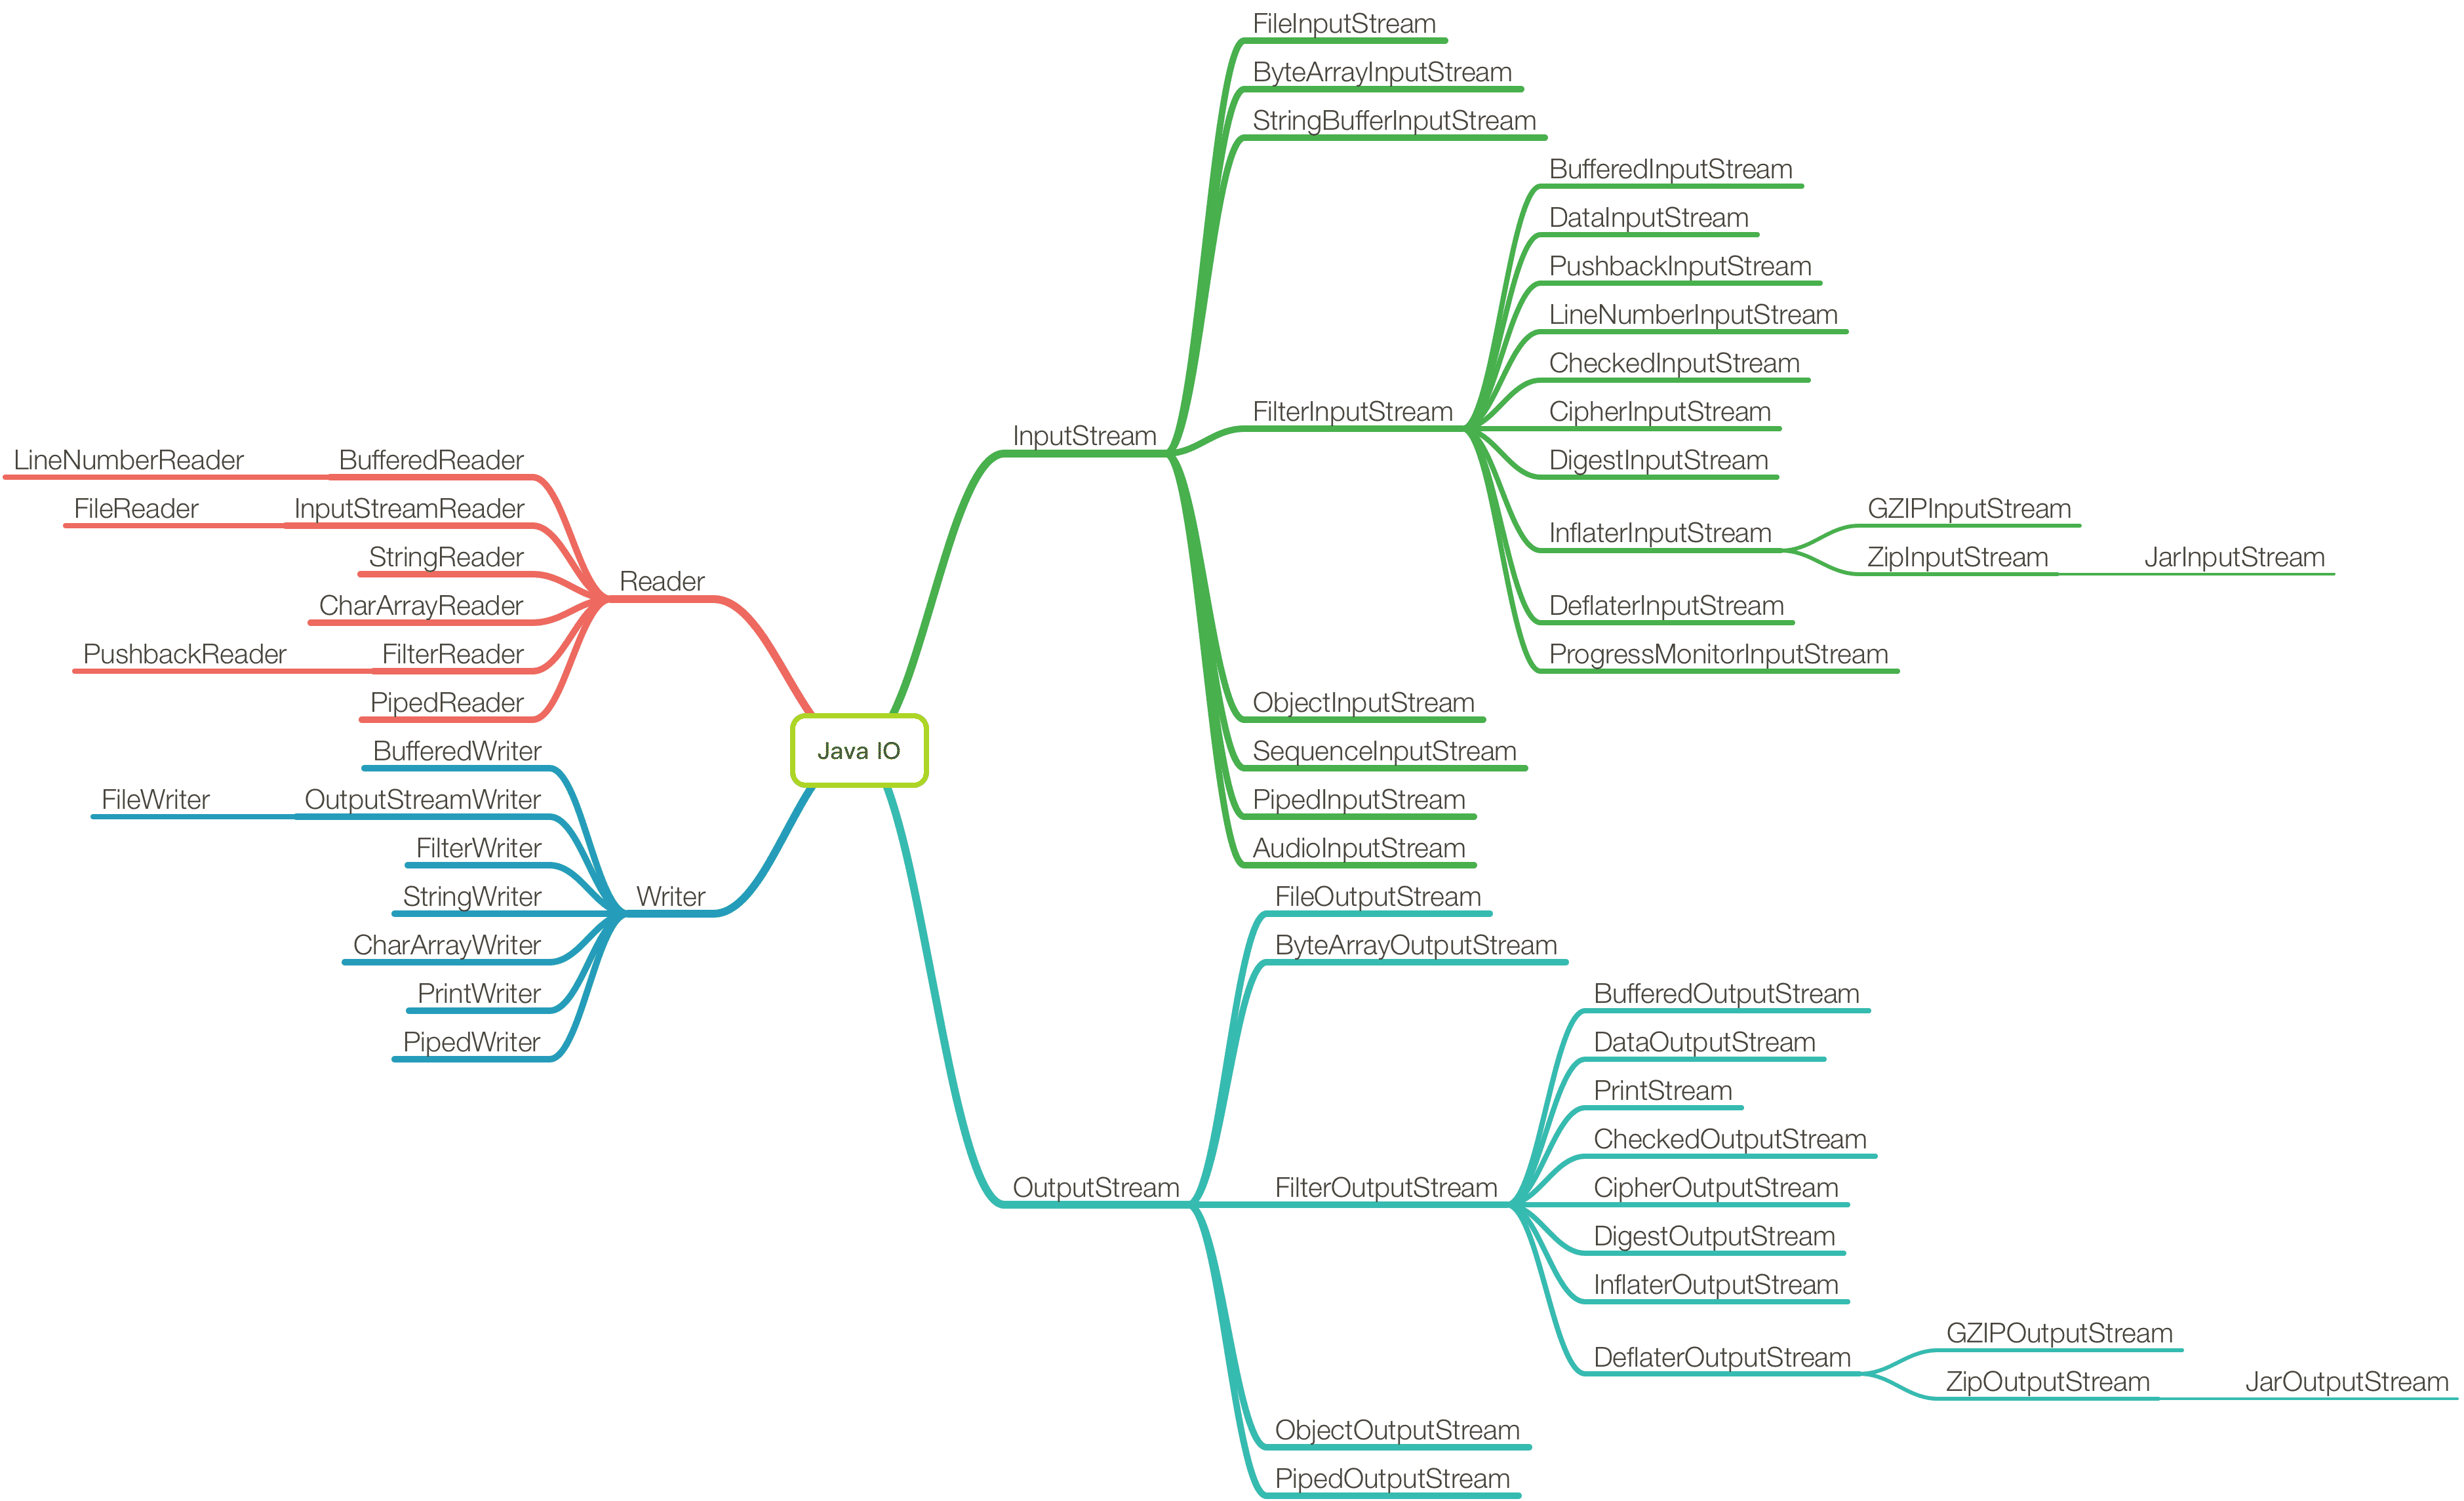 Java IO
Reader
BufferedReader
LineNumberReader
InputStreamReader
FileReader
StringReader
CharArrayReader
FilterReader
PushbackReader
PipedReader
Writer
BufferedWriter
OutputStreamWriter
FileWriter
FilterWriter
StringWriter
CharArrayWriter
PrintWriter
PipedWriter
InputStream
FileInputStream
ByteArrayInputStream
StringBufferInputStream
FilterInputStream
BufferedInputStream
DataInputStream
PushbackInputStream
LineNumberInputStream
CheckedInputStream
CipherInputStream
DigestInputStream
InflaterInputStream
GZIPInputStream
ZipInputStream
JarInputStream
DeflaterInputStream
ProgressMonitorInputStream
ObjectInputStream
SequenceInputStream
PipedInputStream
AudioInputStream
OutputStream
FileOutputStream
ByteArrayOutputStream
FilterOutputStream
BufferedOutputStream
DataOutputStream
PrintStream
CheckedOutputStream
CipherOutputStream
DigestOutputStream
InflaterOutputStream
DeflaterOutputStream
GZIPOutputStream
ZipOutputStream
JarOutputStream
ObjectOutputStream
PipedOutputStream